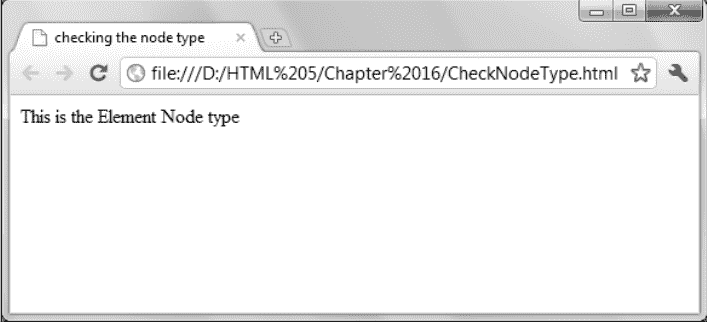 checking the node type
file:///D:/HTML%205/Chapter%2016/CheckNodeType.html
This is the Element Node type